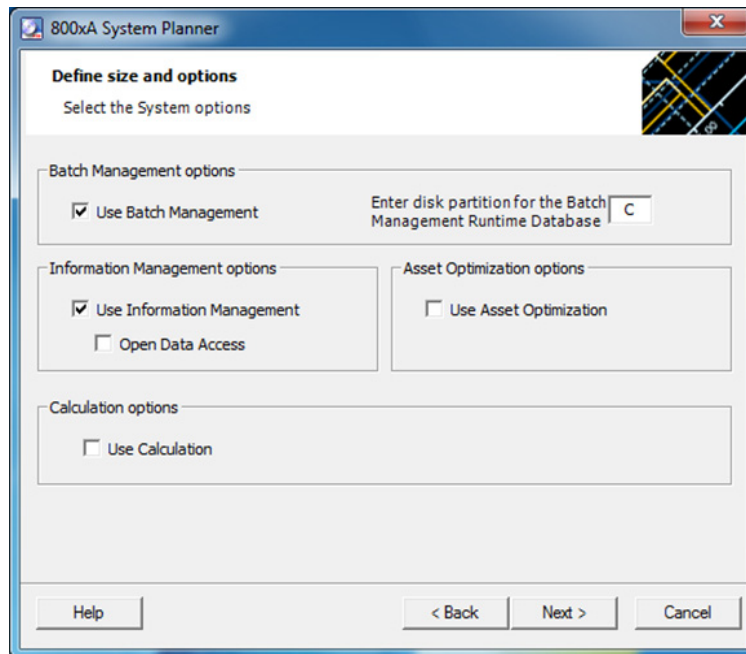 800xA System Planner
Define size and options
Select the System options
Batch Management options
Use Batch Management
Enter disk partition for the Batch
Management Runtime Database
C
Information Management options
Use Information Management
Open Data Access
Asset Optimization options
Use Asset Optimization
Calculation options
Use Calculation
Help
< Back
Next >
Cancel